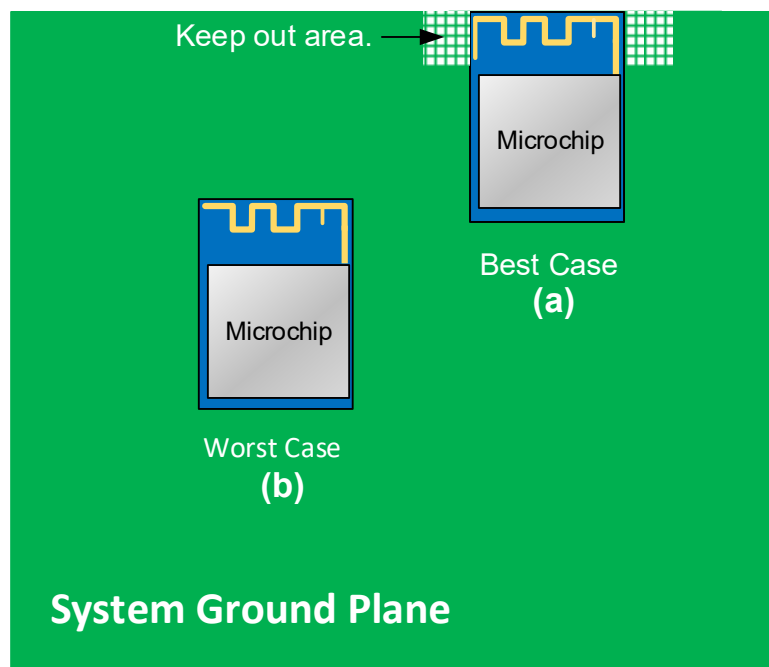 Keep out area.
Microchip
Best Case
(a)
Microchip
Worst Case
(b)
System Ground Plane